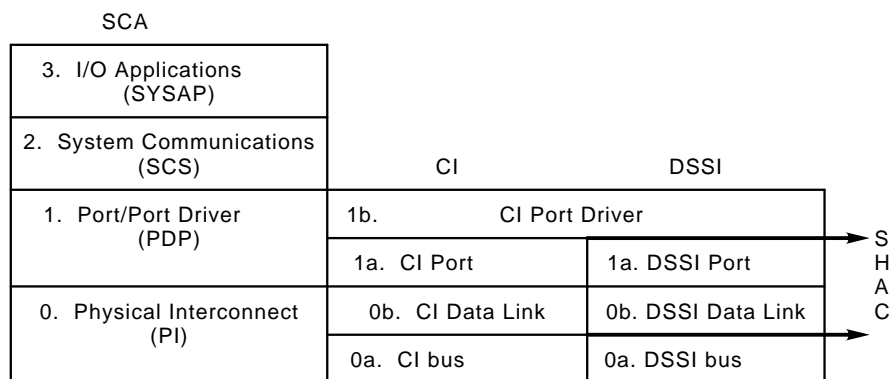 SCA
3. I/O Applications
(SYSAP)
2. System Communications
(SCS)
CI DSSI
1. Port/Port Driver
(PDP)
1b. CI Port Driver
1a. CI Port
1a. DSSI Port
0. Physical Interconnect
(PI)
0b. CI Data Link
0b. DSSI Data Link
0a. CI bus
0a. DSSI bus
S
H
A
C